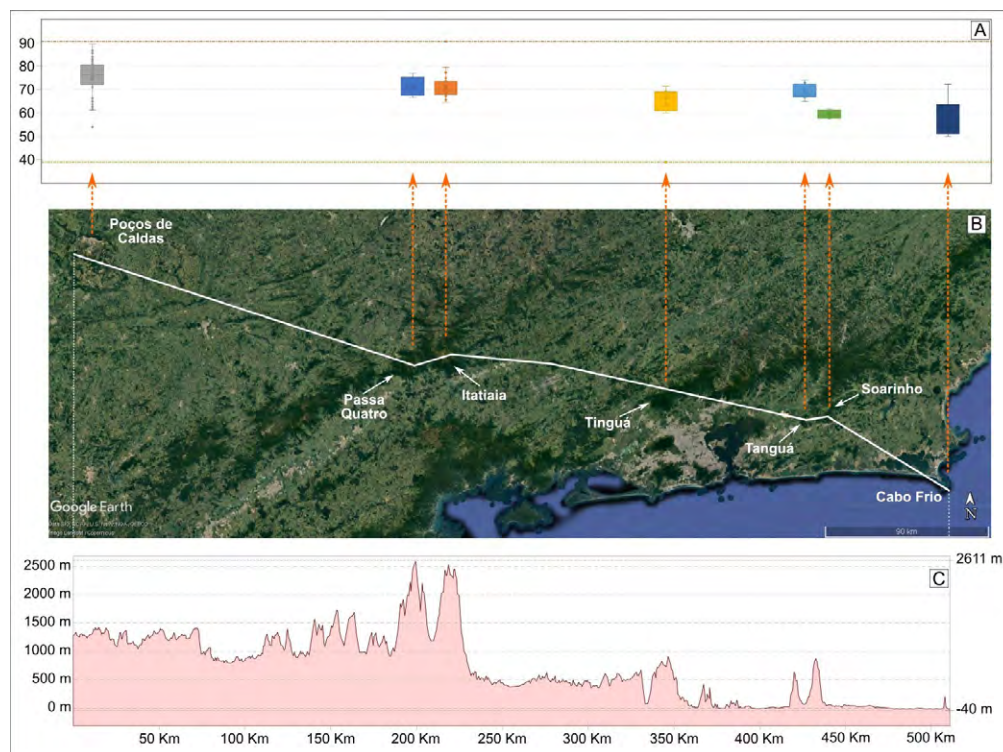 A
90
80
70
60
50
40
B
Poços de
Caldas
Passa
Quatro
Itatiaia
Tinguá
Tanguá
Soarinho
Cabo Frio
N
Google Earth
90 km
C
2500 m
2000 m
1500 m
1000 m
500 m
0 m
2611 m
-40 m
50 Km
100 Km
150 Km
200 Km
250 Km
300 Km
350 Km
400 Km
450 Km
500 Km